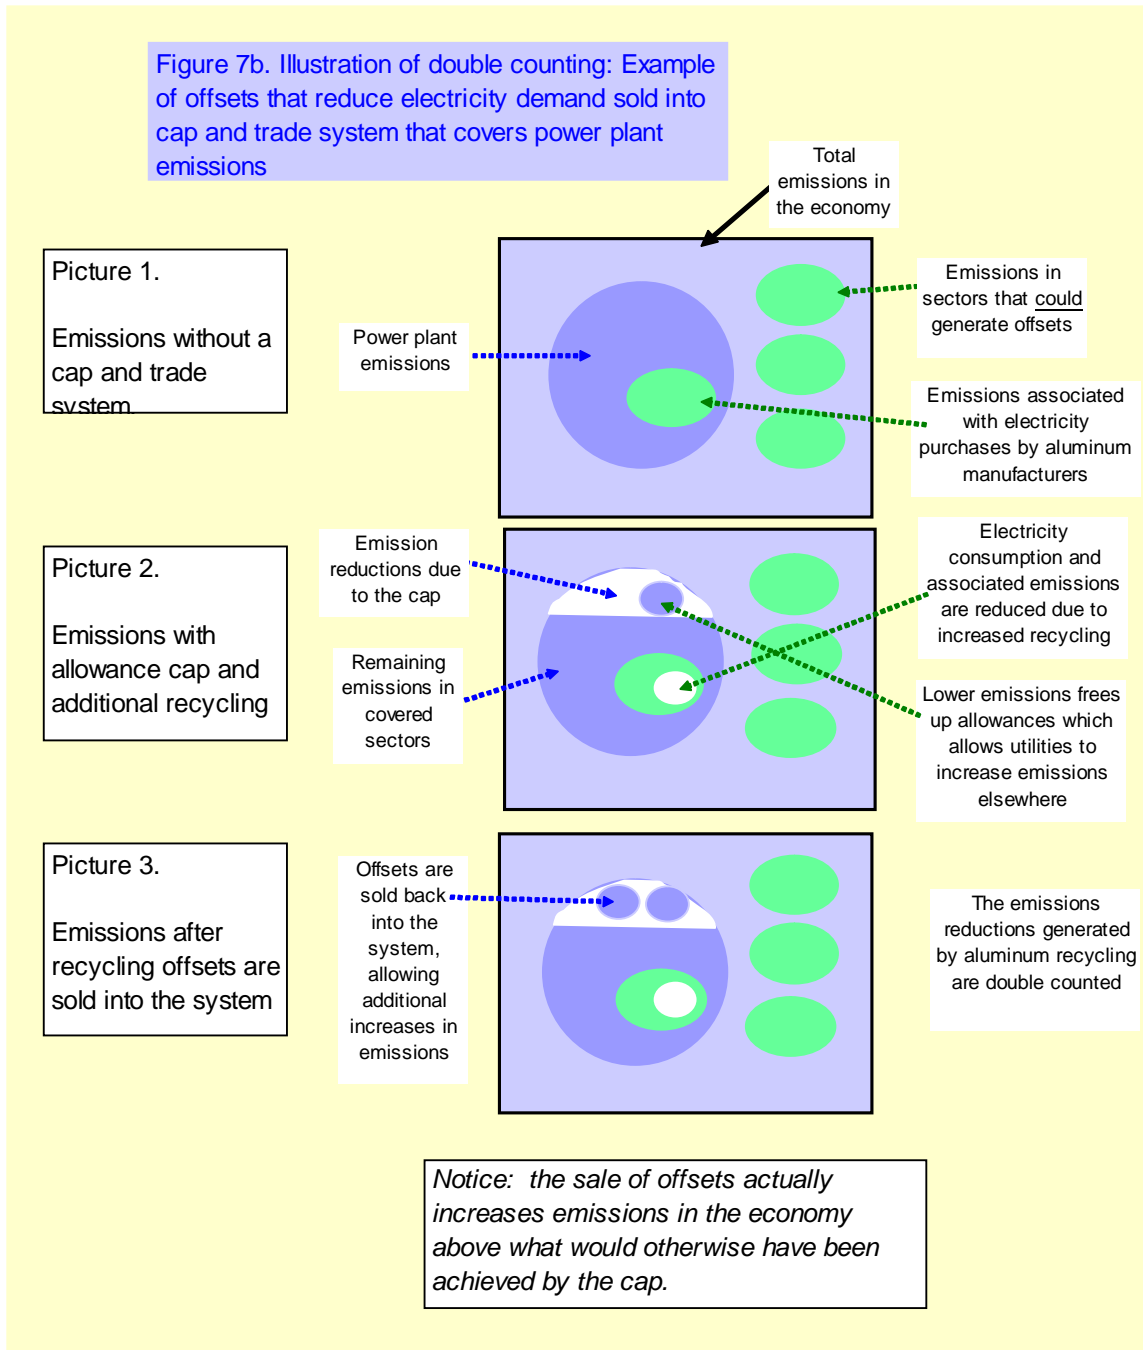 Figure 7b. Illustration of double counting: Example
of offsets that reduce electricity demand sold into
cap and trade system that covers power plant
emissions
Total
emissions in
the economy
Picture 1.
Emissions without a
cap and trade
system.
Power plant
emissions
Emissions in
sectors that could
generate offsets
Emissions associated
with electricity
purchases by aluminum
manufacturers
Picture 2.
Emissions with
allowance cap and
additional recycling
Emission
reductions due
to the cap
Remaining
emissions in
covered
sectors
Electricity
consumption and
associated emissions
are reduced due to
increased recycling
Lower emissions frees
up allowances which
allows utilities to
increase emissions
elsewhere
Picture 3.
Emissions after
recycling offsets are
sold into the system
Offsets are
sold back
into the
system,
allowing
additional
increases in
emissions
The emissions
reductions generated
by aluminum recycling
are double counted
Notice:  the sale of offsets actually
increases emissions in the economy
above what would otherwise have been
achieved by the cap.